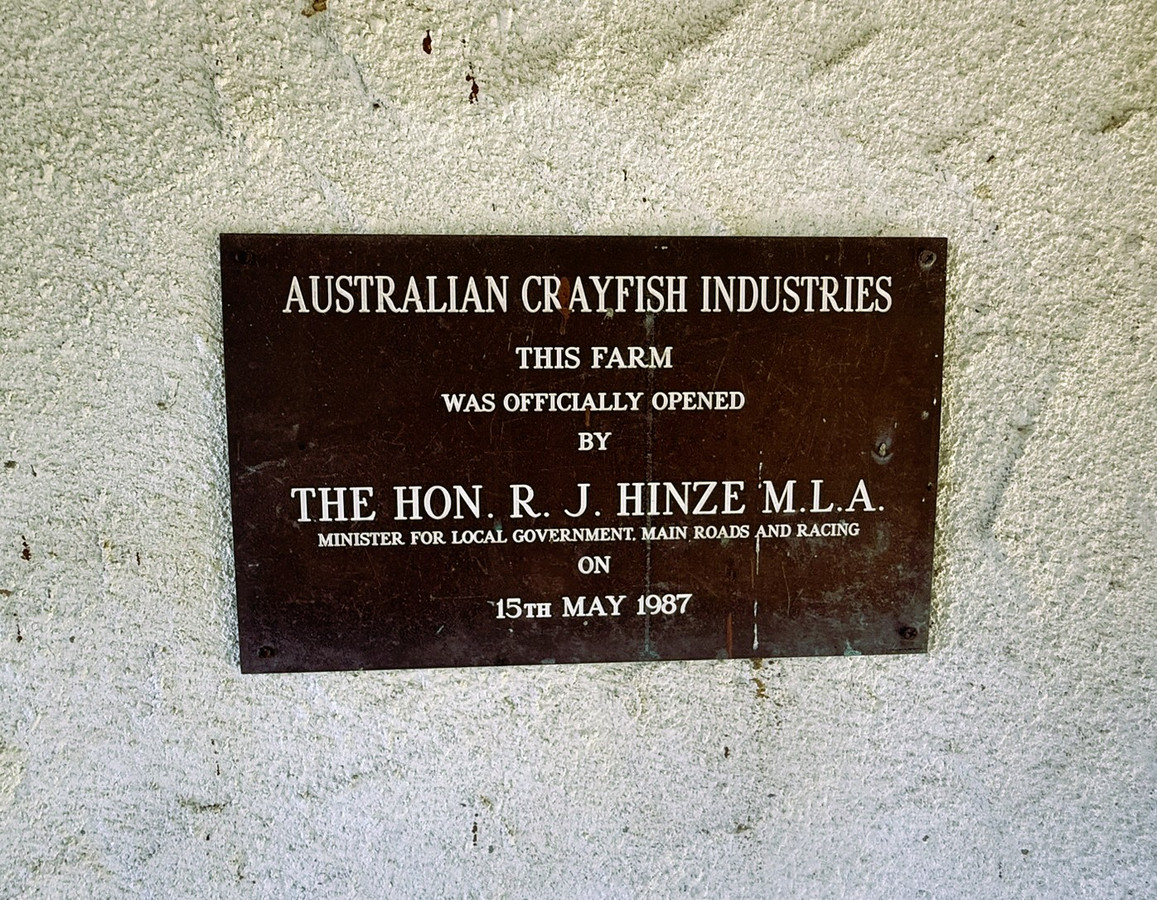 AUSTRALIAN CRAYFISH INDUSTRIES
THIS FARM
WAS OFFICIALLY OPENED
BY
THE HON. R. J. HINZE M.L.A.
MINISTER FOR LOCAL GOVERNMENT, MAIN ROADS AND RACING
ON
15TH MAY 1987